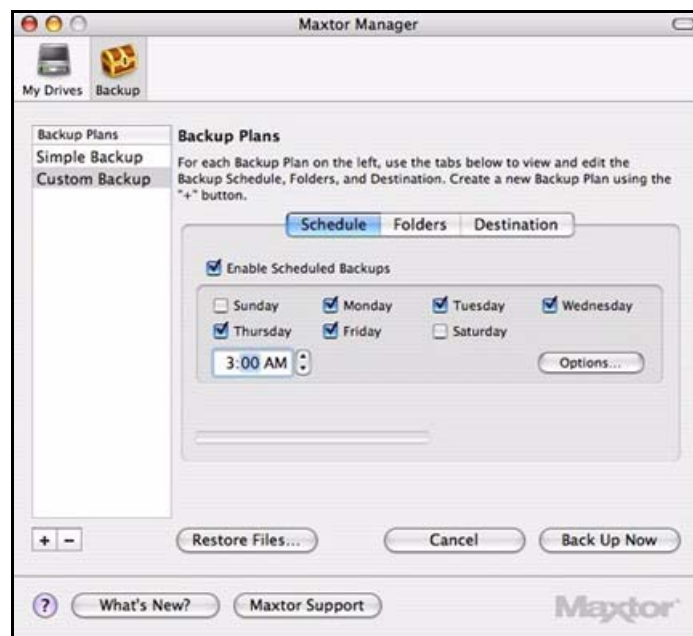 Maxtor Manager
My Drives Backup
Backup Plans
Simple Backup
Custom Backup
Backup Plans
For each Backup Plan on the left, use the tabs below to view and edit the
Backup Schedule, Folders, and Destination. Create a new Backup Plan using the
"+" button.
Schedule Folders Destination
Enable Scheduled Backups
Sunday Monday Tuesday Wednesday
Thursday Friday Saturday
3:00 AM Options...
+ −
Restore Files... Cancel Back Up Now
? What's New? Maxtor Support Maxtor